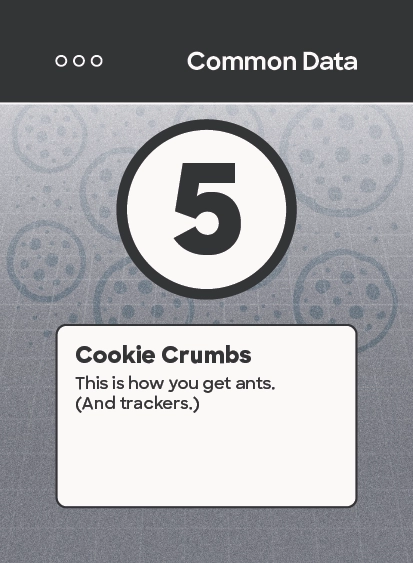 Common Data
5
Cookie Crumbs
This is how you get ants.
(And trackers.)